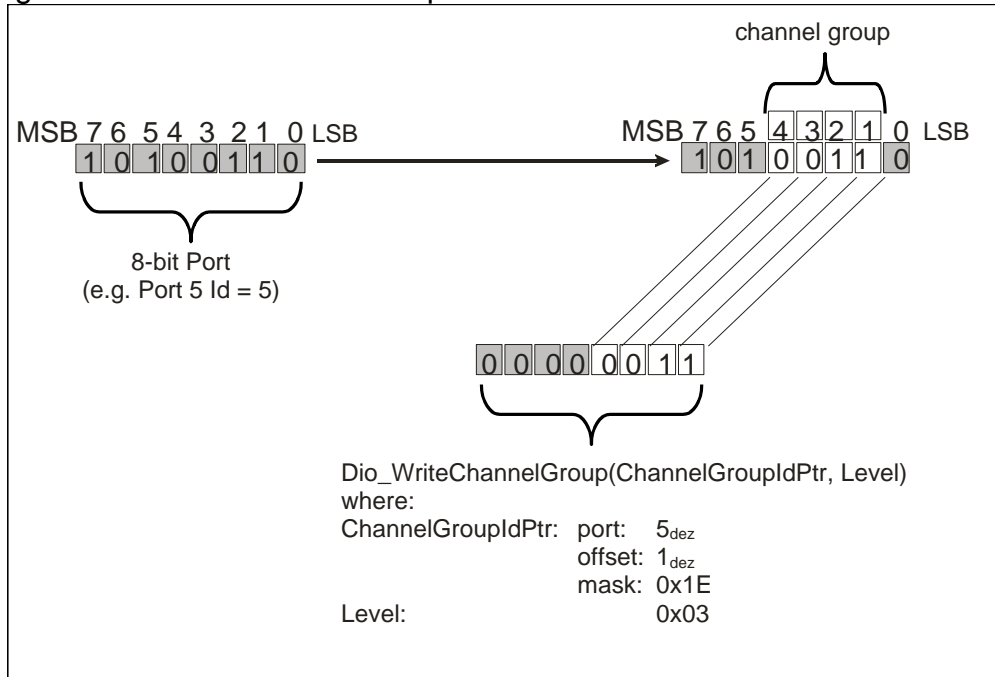 channel group
MSB 7 6 5 4 3 2 1 0 LSB
1 0 1 0 0 1 1 0
MSB 7 6 5 4 3 2 1 0 LSB
1 0 1 0 0 1 1 0
8-bit Port
(e.g. Port 5 Id = 5)
0 0 0 0 0 0 1 1
Dio_WriteChannelGroup(ChannelGroupIdPtr, Level)
where:
ChannelGroupIdPtr: port: 5dez
offset: 1dez
mask: 0x1E
Level: 0x03